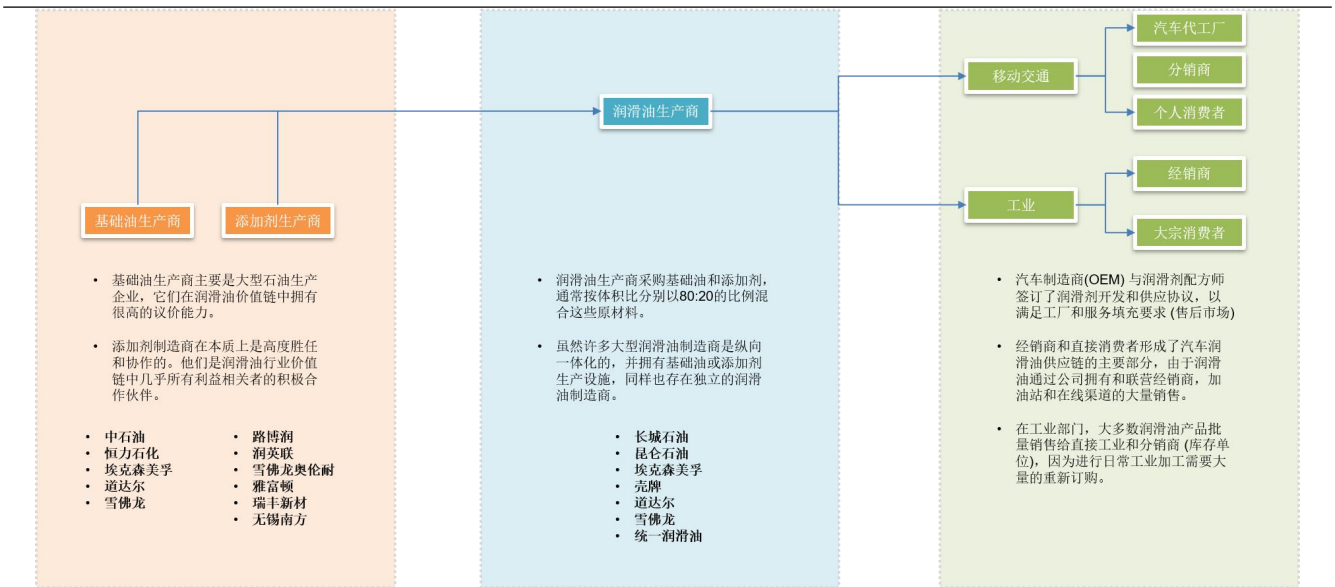 基础油生产商
添加剂生产商
• 基础油生产商主要是大型石油生产
企业，它们在润滑油价值链中拥有
很高的议价能力。
• 添加剂制造商在本质上是高度胜任
和协作的。他们是润滑油行业价值
链中几乎所有利益相关者的积极合
作伙伴。
• 中石油
• 恒力石化
• 埃克森美孚
• 道达尔
• 雪佛龙
• 路博润
• 润英联
• 雪佛龙奥伦耐
• 雅富顿
• 瑞丰新材
• 无锡南方
润滑油生产商
• 润滑油生产商采购基础油和添加剂，
通常按体积比分别以80:20的比例混
合这些原材料。
• 虽然许多大型润滑油制造商是纵向
一体化的，并拥有基础油或添加剂
生产设施，同样也存在独立的润滑
油制造商。
• 长城石油
• 昆仑石油
• 埃克森美孚
• 壳牌
• 道达尔
• 雪佛龙
• 统一润滑油
移动交通
汽车代工厂
分销商
个人消费者
工业
经销商
大宗消费者
• 汽车制造商(OEM) 与润滑剂配方师
签订了润滑剂开发和供应协议，以
满足工厂和服务填充要求 (售后市场)
• 经销商和直接消费者形成了汽车润
滑油供应链的主要部分，由于润滑
油通过公司拥有和联营经销商，加
油站和在线渠道的大量销售。
• 在工业部门，大多数润滑油产品批
量销售给直接工业和分销商 (库存单
位)，因为进行日常工业加工需要大
量的重新订购。